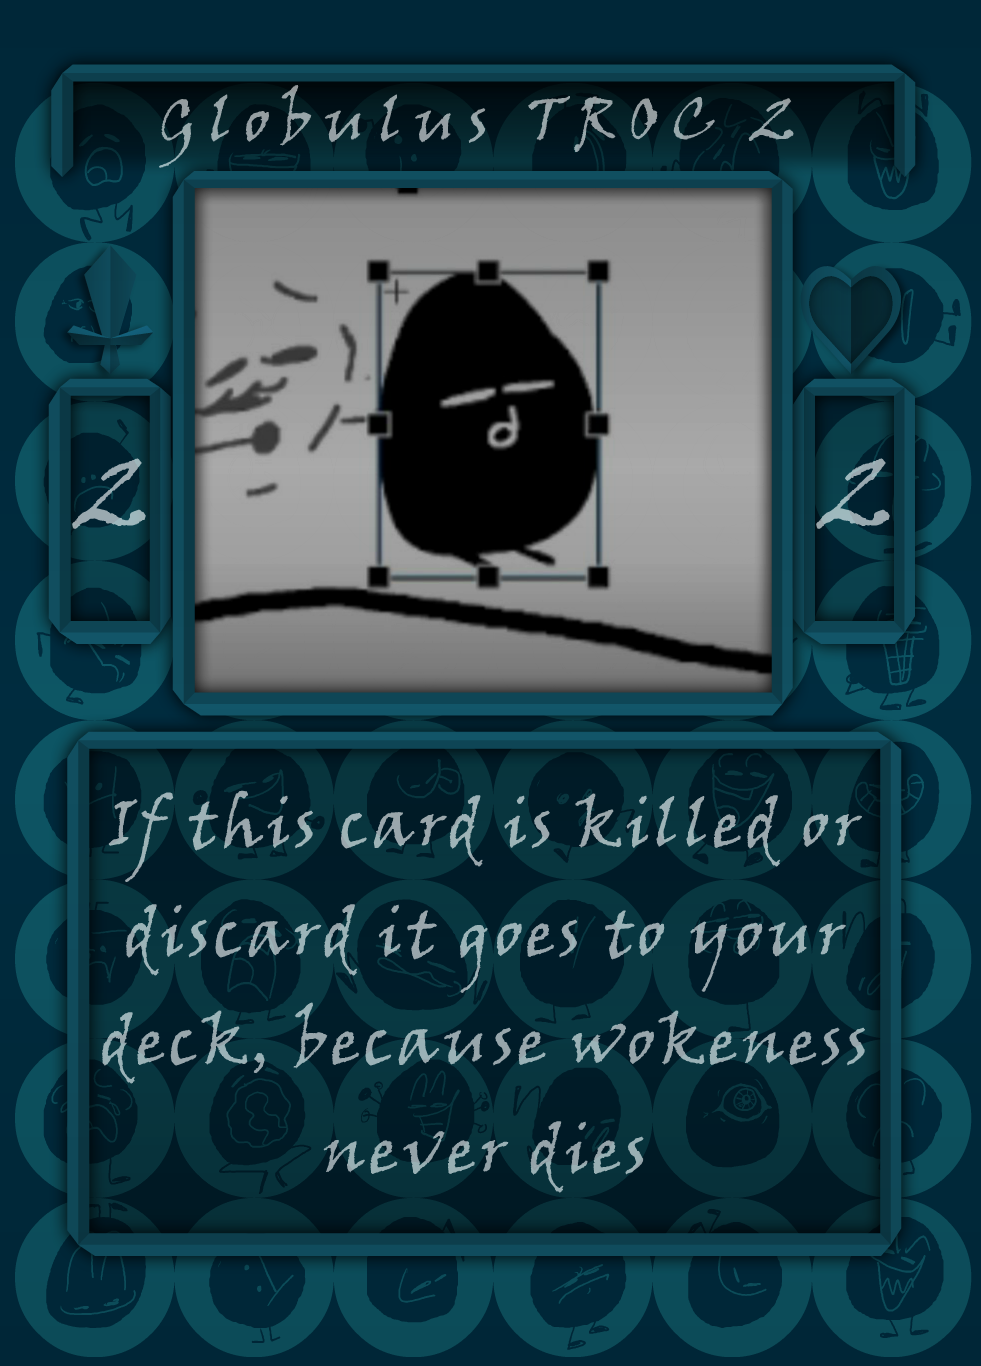 Globulus TROC 2
2
2
If this card is killed or
discard it goes to your
deck, because wokeness
never dies